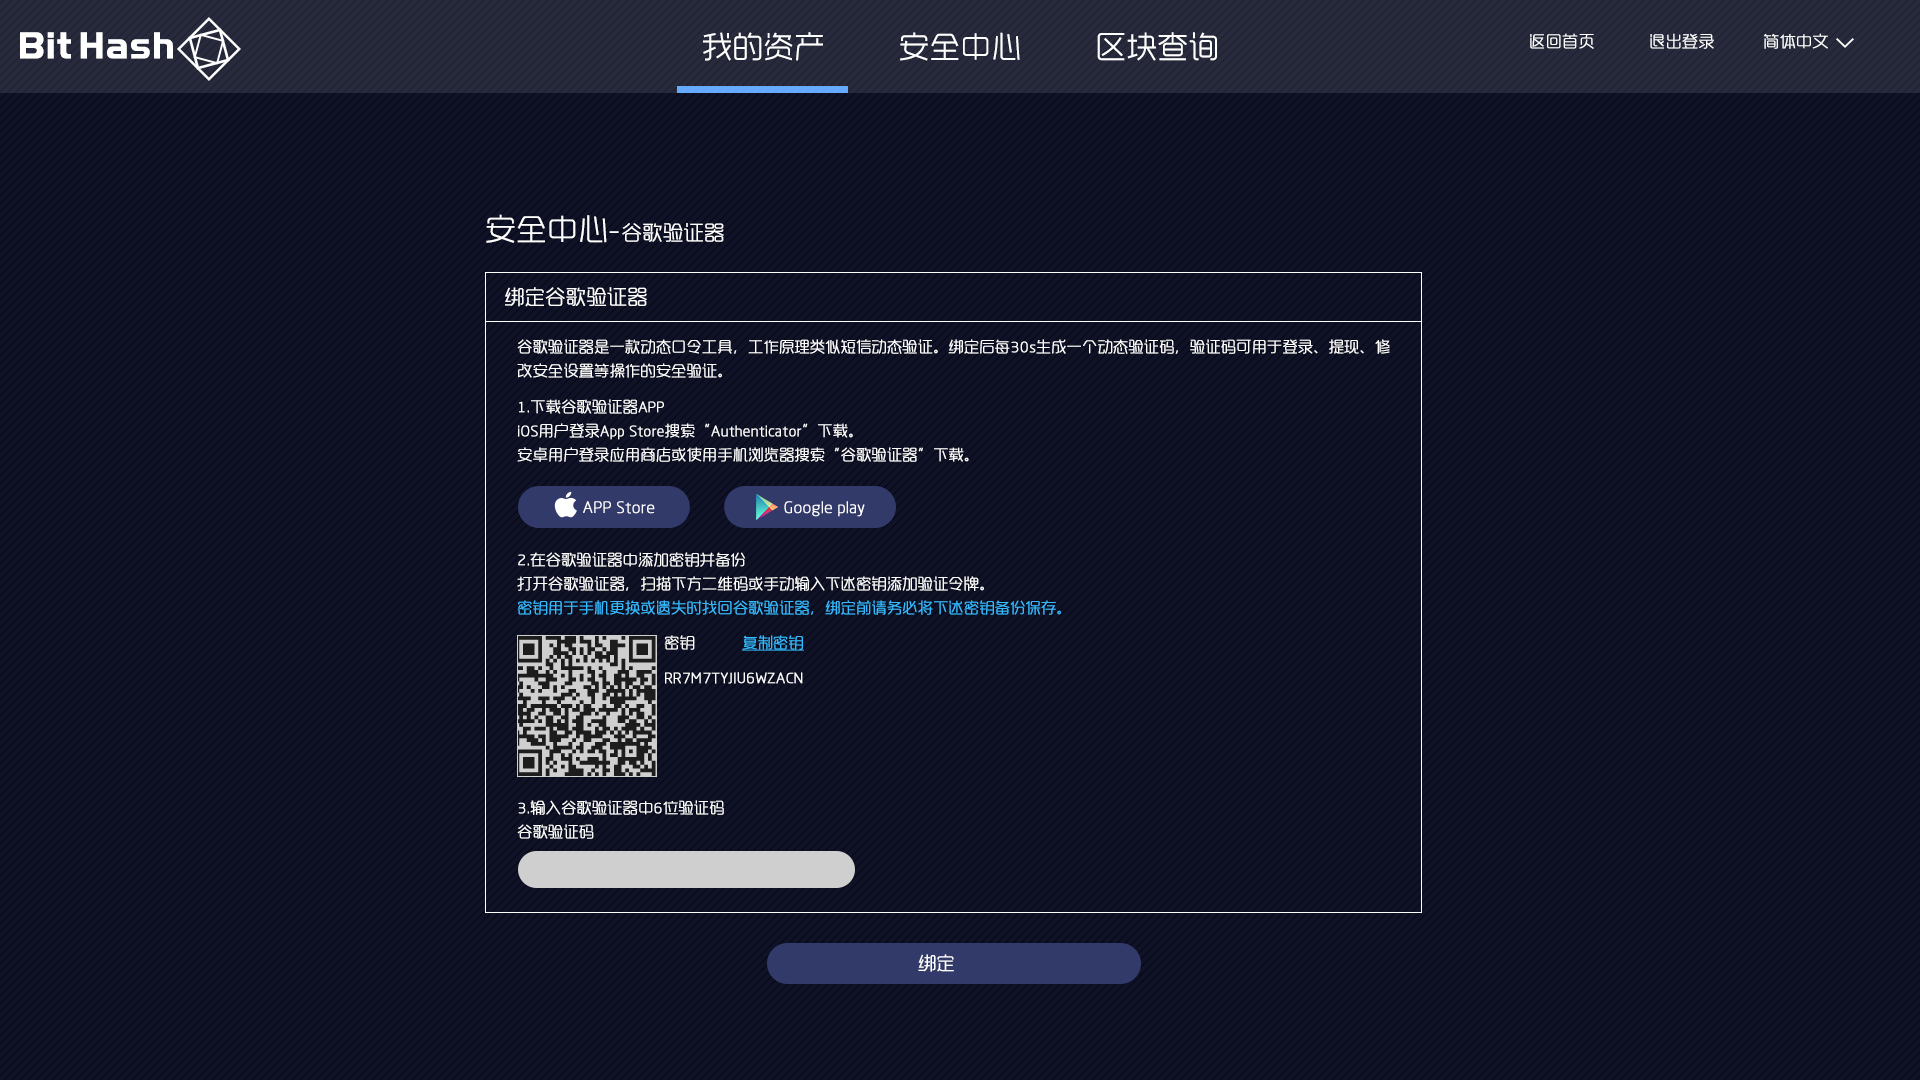 Bit Hash
我的资产
安全中心
区块查询
返回首页
退出登录
简体中文
安全中心-谷歌验证器
绑定谷歌验证器
谷歌验证器是一款动态口令工具，工作原理类似短信动态验证。绑定后每30s生成一个动态验证码，验证码可用于登录、提现、修
改安全设置等操作的安全验证。
1.下载谷歌验证器APP
iOS用户登录App Store搜索“Authenticator”下载。
安卓用户登录应用商店或使用手机浏览器搜索“谷歌验证器”下载。
APP Store
Google play
2.在谷歌验证器中添加密钥并备份
打开谷歌验证器，扫描下方二维码或手动输入下述密钥添加验证令牌。
密钥用于手机更换或遗失时找回谷歌验证器，绑定前请务必将下述密钥备份保存。
密钥
复制密钥
RR7M7TYJIU6WZACN
3.输入谷歌验证器中6位验证码
谷歌验证码
绑定